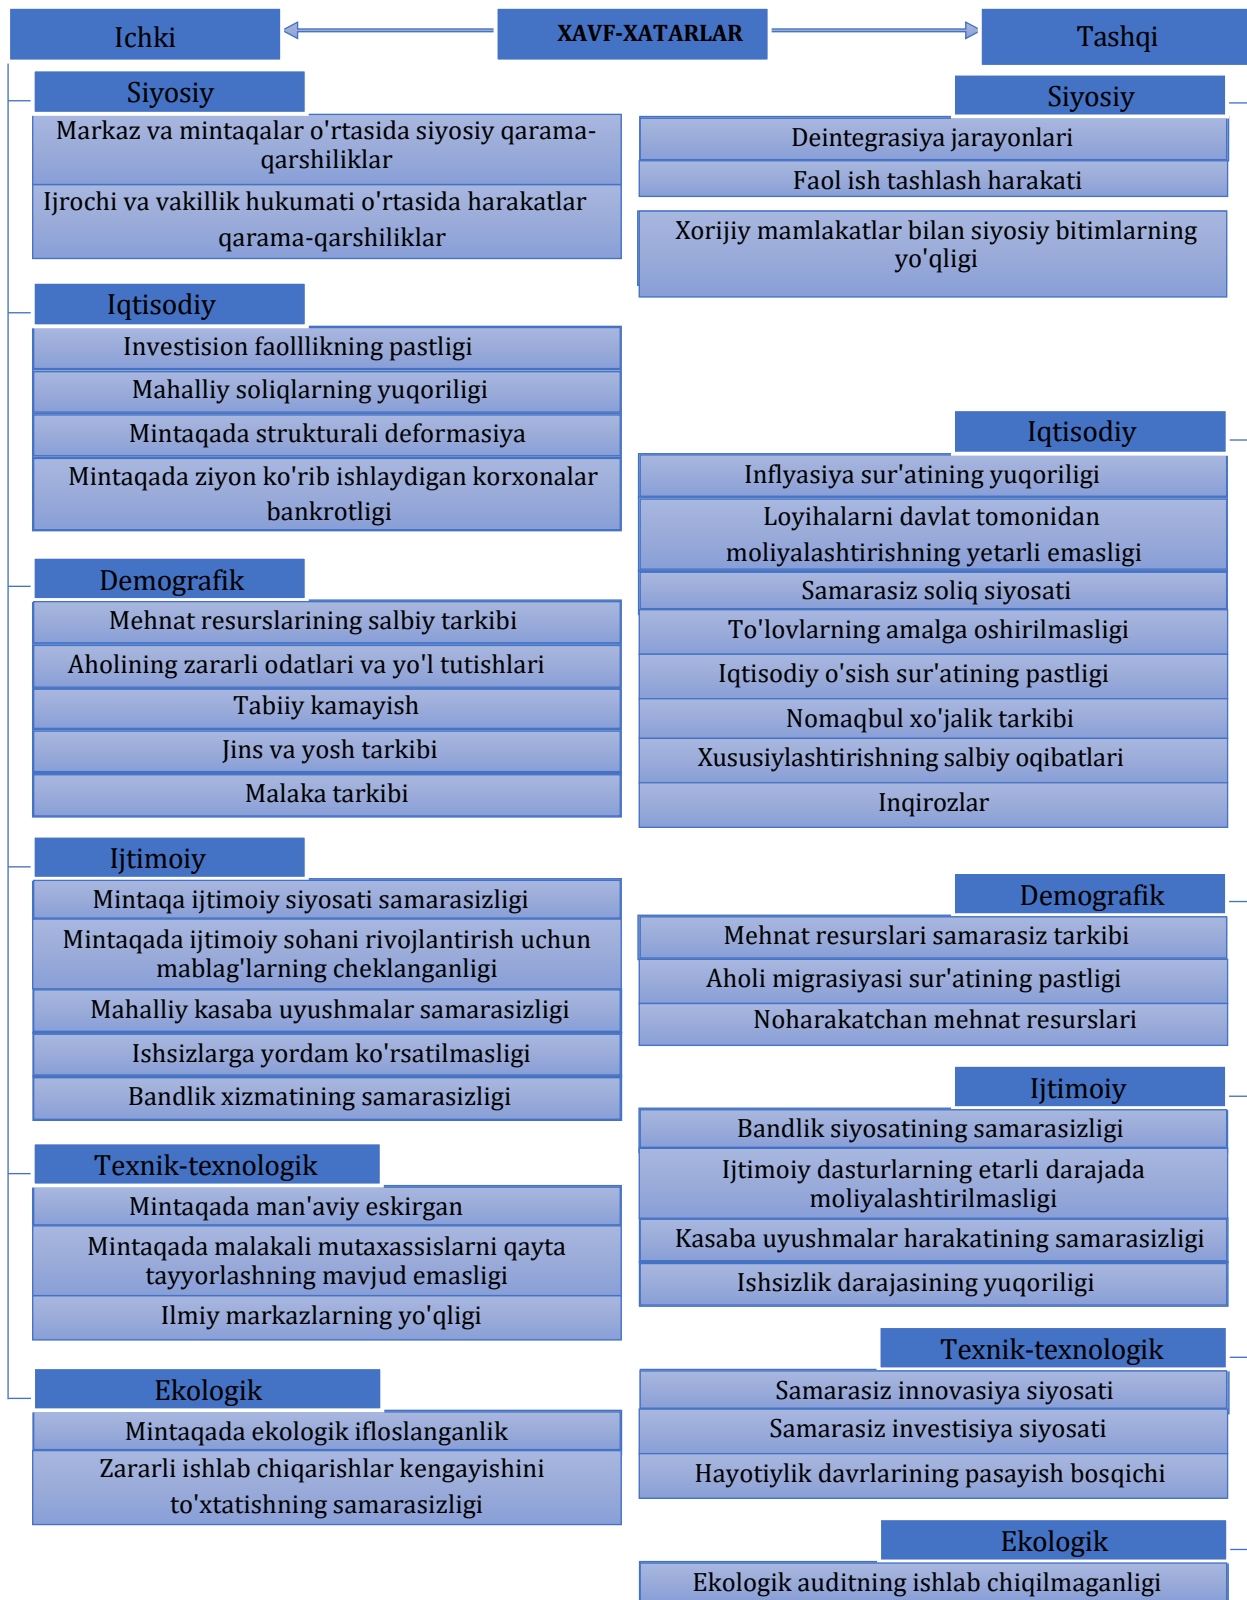 Ichki
XAVF-XATARLAR
Tashqi
Siyosiy
Markaz va mintaqalar o'rtasida siyosiy qarama-
qarshiliklar
Ijrochi va vakillik hukumati o'rtasida harakatlar
qarama-qarshiliklar
Iqtisodiy
Investision faolllikning pastligi
Mahalliy soliqlarning yuqoriligi
Mintaqada strukturali deformasiya
Mintaqada ziyon ko'rib ishlaydigan korxonalar
bankrotligi
Demografik
Mehnat resurslarining salbiy tarkibi
Aholining zararli odatlari va yo'l tutishlari
Tabiiy kamayish
Jins va yosh tarkibi
Malaka tarkibi
Ijtimoiy
Mintaqa ijtimoiy siyosati samarasizligi
Mintaqada ijtimoiy sohani rivojlantirish uchun
mablag'larning cheklanganligi
Mahalliy kasaba uyushmalar samarasizligi
Ishsizlarga yordam ko'rsatilmasligi
Bandlik xizmatining samarasizligi
Texnik-texnologik
Mintaqada man'aviy eskirgan
Mintaqada malakali mutaxassislarni qayta
tayyorlashning mavjud emasligi
Ilmiy markazlarning yo'qligi
Ekologik
Mintaqada ekologik ifloslanganlik
Zararli ishlab chiqarishlar kengayishini
to'xtatishning samarasizligi
Siyosiy
Deintegrasiya jarayonlari
Faol ish tashlash harakati
Xorijiy mamlakatlar bilan siyosiy bitimlarning
yo'qligi
Iqtisodiy
Inflyasiya sur'atining yuqoriligi
Loyihalarni davlat tomonidan
moliyalashtirishning yetarli emasligi
Samarasiz soliq siyosati
To'lovlarning amalga oshirilmasligi
Iqtisodiy o'sish sur'atining pastligi
Nomaqbul xo'jalik tarkibi
Xususiylashtirishning salbiy oqibatlari
Inqirozlar
Demografik
Mehnat resurslari samarasiz tarkibi
Aholi migrasiyasi sur'atining pastligi
Noharakatchan mehnat resurslari
Ijtimoiy
Bandlik siyosatining samarasizligi
Ijtimoiy dasturlarning etarli darajada
moliyalashtirilmasligi
Kasaba uyushmalar harakatining samarasizligi
Ishsizlik darajasining yuqoriligi
Texnik-texnologik
Samarasiz innovasiya siyosati
Samarasiz investisiya siyosati
Hayotiylik davrlarining pasayish bosqichi
Ekologik
Ekologik auditning ishlab chiqilmaganligi